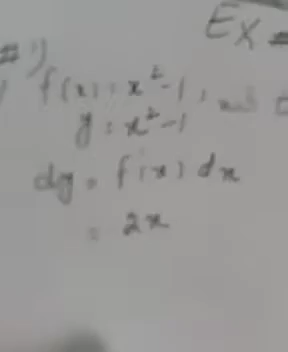 Ex =
#1)
f(x) = x² - 1,
y = x² - 1
dy = f(x) dx
= 2x